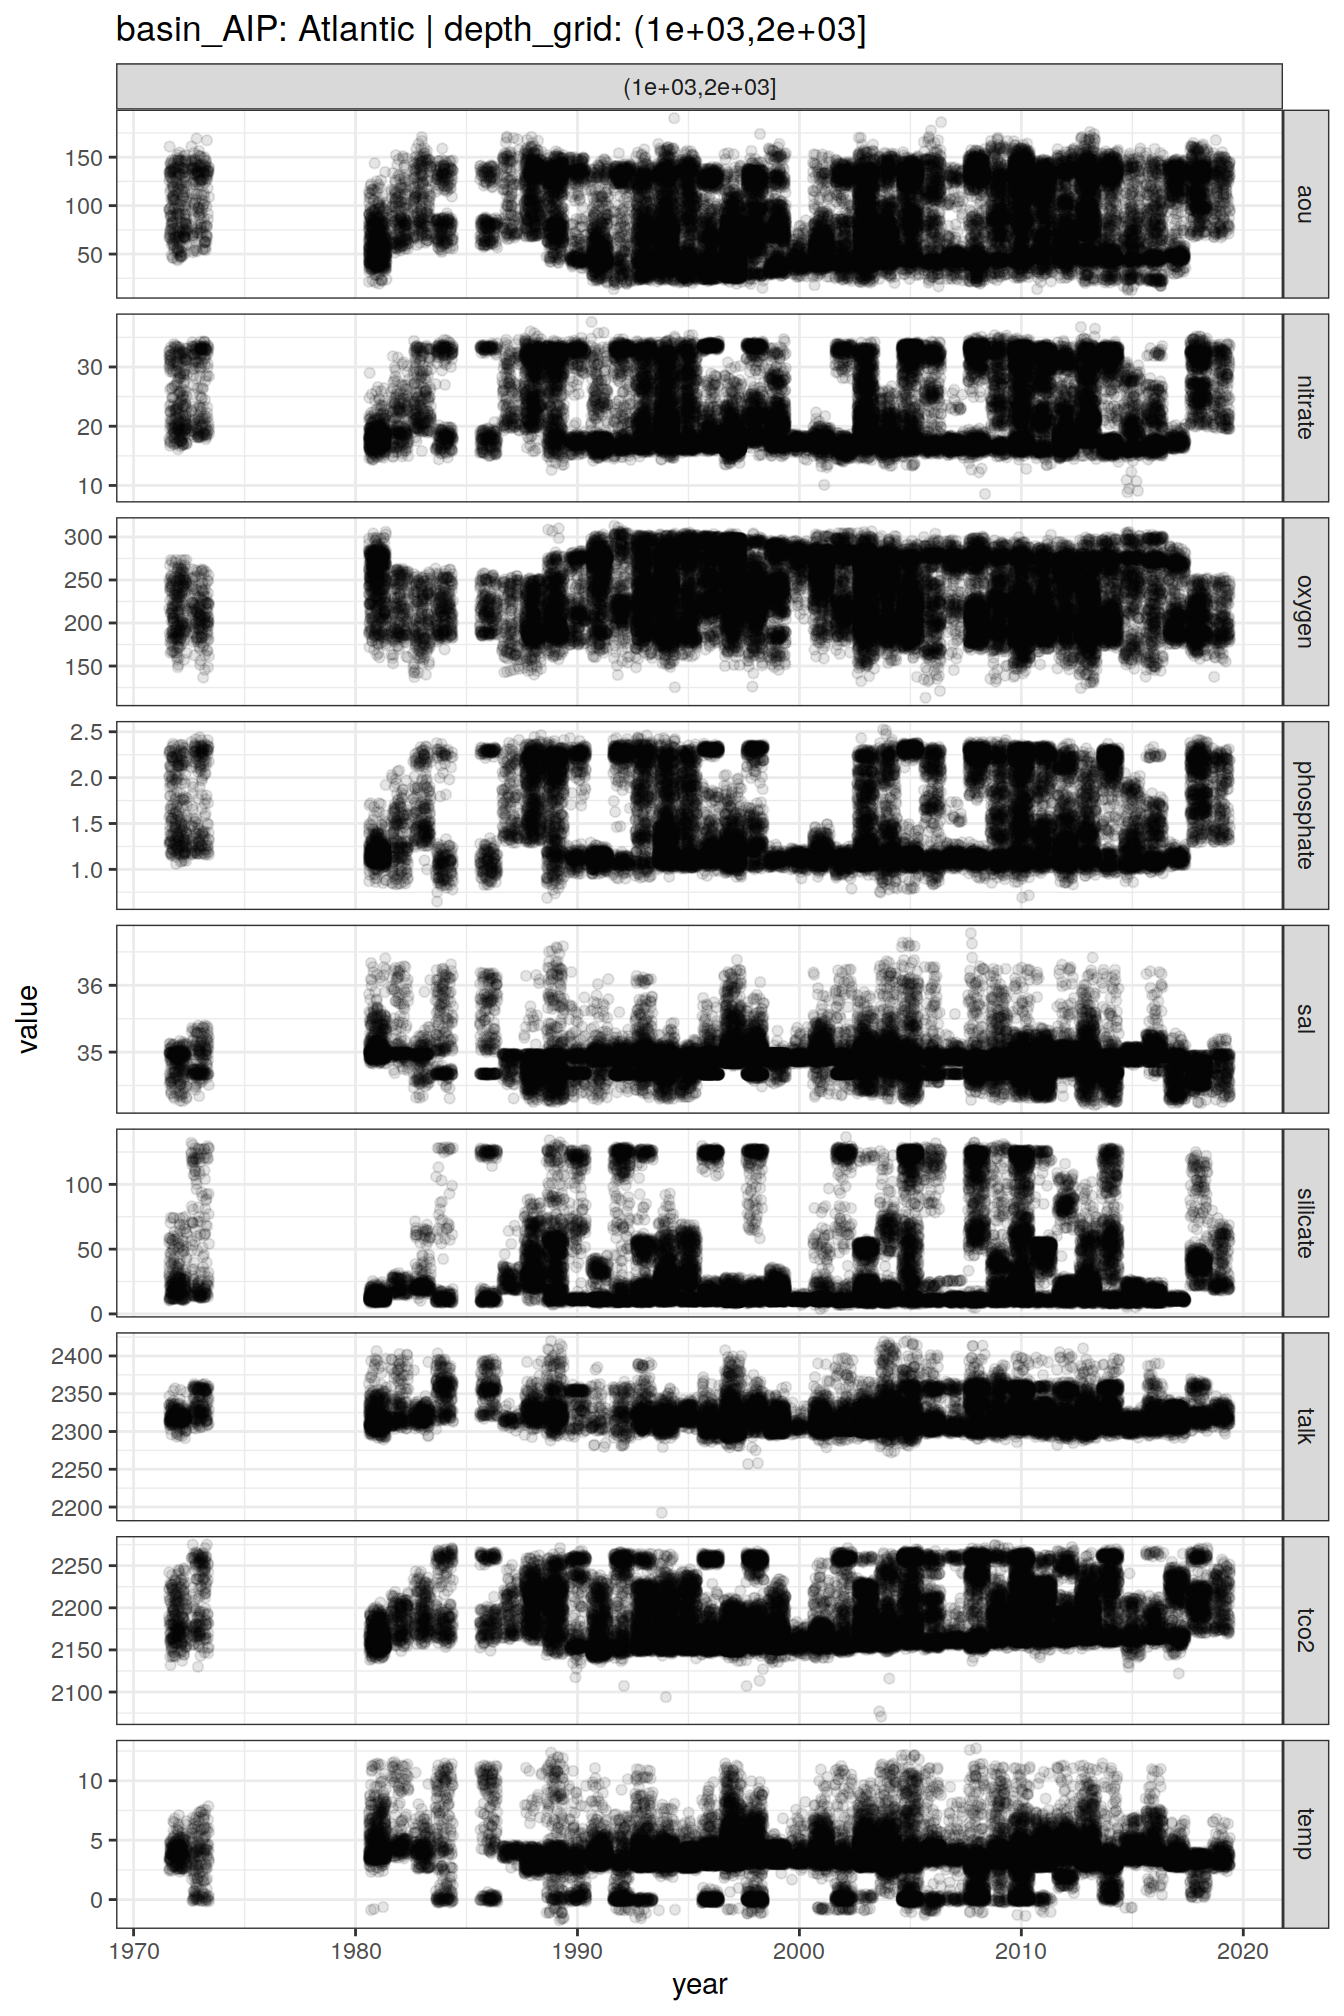 basin_AIP: Atlantic | depth_grid: (1e+03,2e+03]
(1e+03,2e+03]
150
100
50
aou
30
20
10
nitrate
300
250
200
150
oxygen
2.5
2.0
1.5
1.0
phosphate
36
35
sal
100
50
0
silicate
2400
2350
2300
2250
2200
talk
2250
2200
2150
2100
tco2
10
5
0
temp
value
1970 1980 1990 2000 2010 2020
year